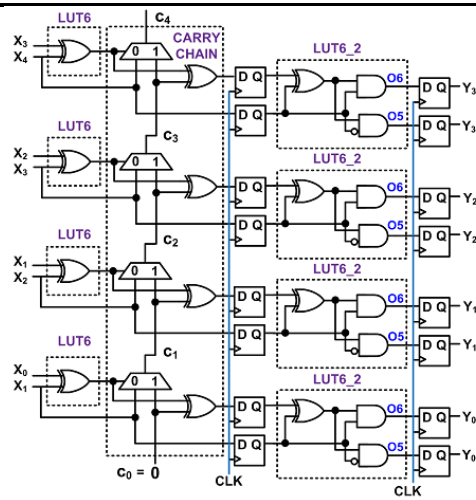 LUT6
C4
CARRY
CHAIN
LUT6_2
X3
X4
0 1
D Q
D Q
O6
O5
D Q
D Q
Y3
Y3
LUT6
C3
LUT6_2
X2
X3
0 1
D Q
D Q
O6
O5
D Q
D Q
Y2
Y2
LUT6
C2
LUT6_2
X1
X2
0 1
D Q
D Q
O6
O5
D Q
D Q
Y1
Y1
LUT6
C1
LUT6_2
X0
X1
0 1
D Q
D Q
O6
O5
D Q
D Q
Y0
Y0
C0 = 0
CLK
CLK